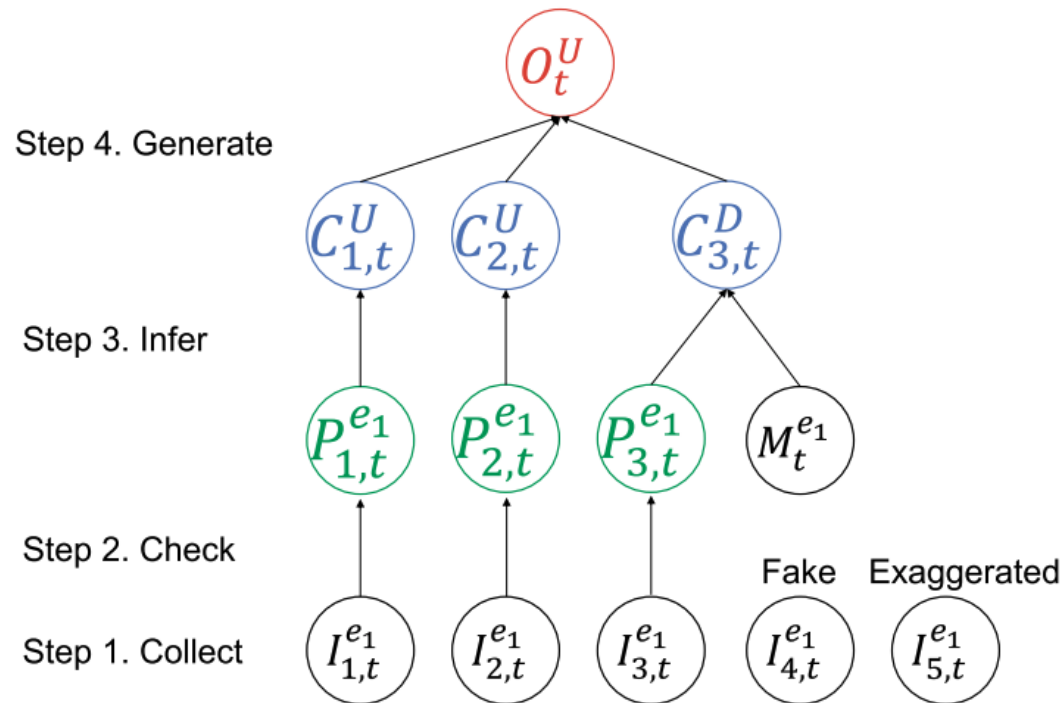 O_t^U
Step 4. Generate
C_{1,t}^U C_{2,t}^U C_{3,t}^D
Step 3. Infer
P_{1,t}^{e_1} P_{2,t}^{e_1} P_{3,t}^{e_1} M_t^{e_1}
Step 2. Check
Fake Exaggerated
Step 1. Collect I_{1,t}^{e_1} I_{2,t}^{e_1} I_{3,t}^{e_1} I_{4,t}^{e_1} I_{5,t}^{e_1}